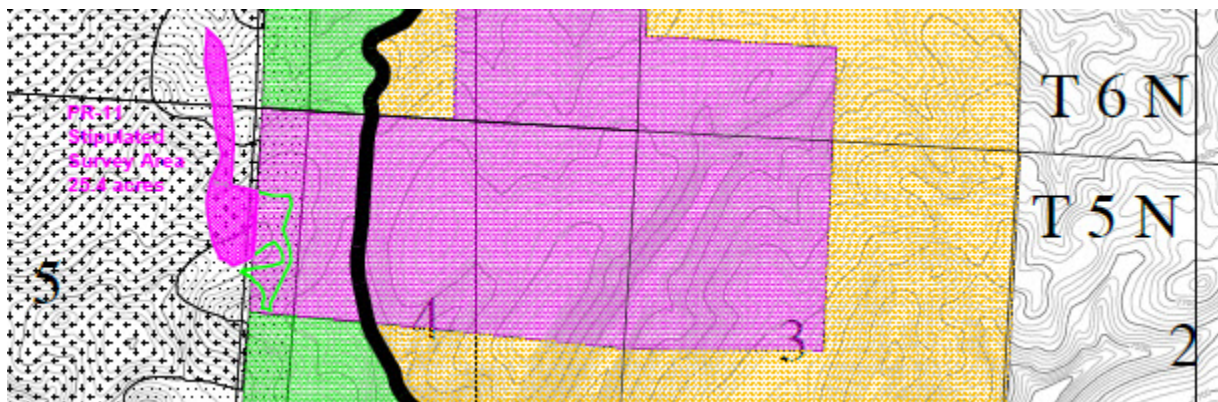 T 6 N
PR-11
Stipulated
Survey Area
25.4 acres
T 5 N
5
4
3
2